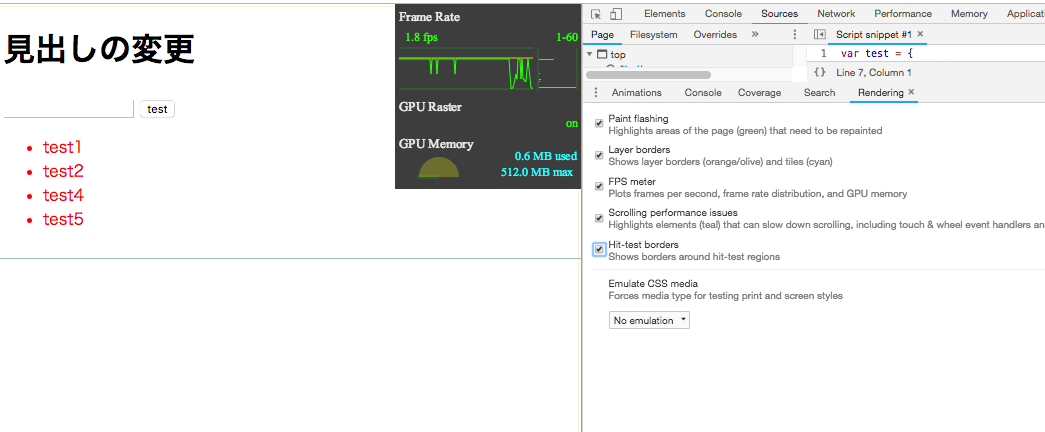 見出しの変更
test
test1
test2
test4
test5
Frame Rate
1.8 fps 1-60
GPU Raster
on
GPU Memory
0.6 MB used
512.0 MB max
Elements Console Sources Network Performance Memory Applicati
Page Filesystem Overrides » Script snippet #1 ×
top
1 var test = {
{} Line 7, Column 1
Animations Console Coverage Search Rendering ×
Paint flashing
Highlights areas of the page (green) that need to be repainted
Layer borders
Shows layer borders (orange/olive) and tiles (cyan)
FPS meter
Plots frames per second, frame rate distribution, and GPU memory
Scrolling performance issues
Highlights elements (teal) that can slow down scrolling, including touch & wheel event handlers an
Hit-test borders
Shows borders around hit-test regions
Emulate CSS media
Forces media type for testing print and screen styles
No emulation